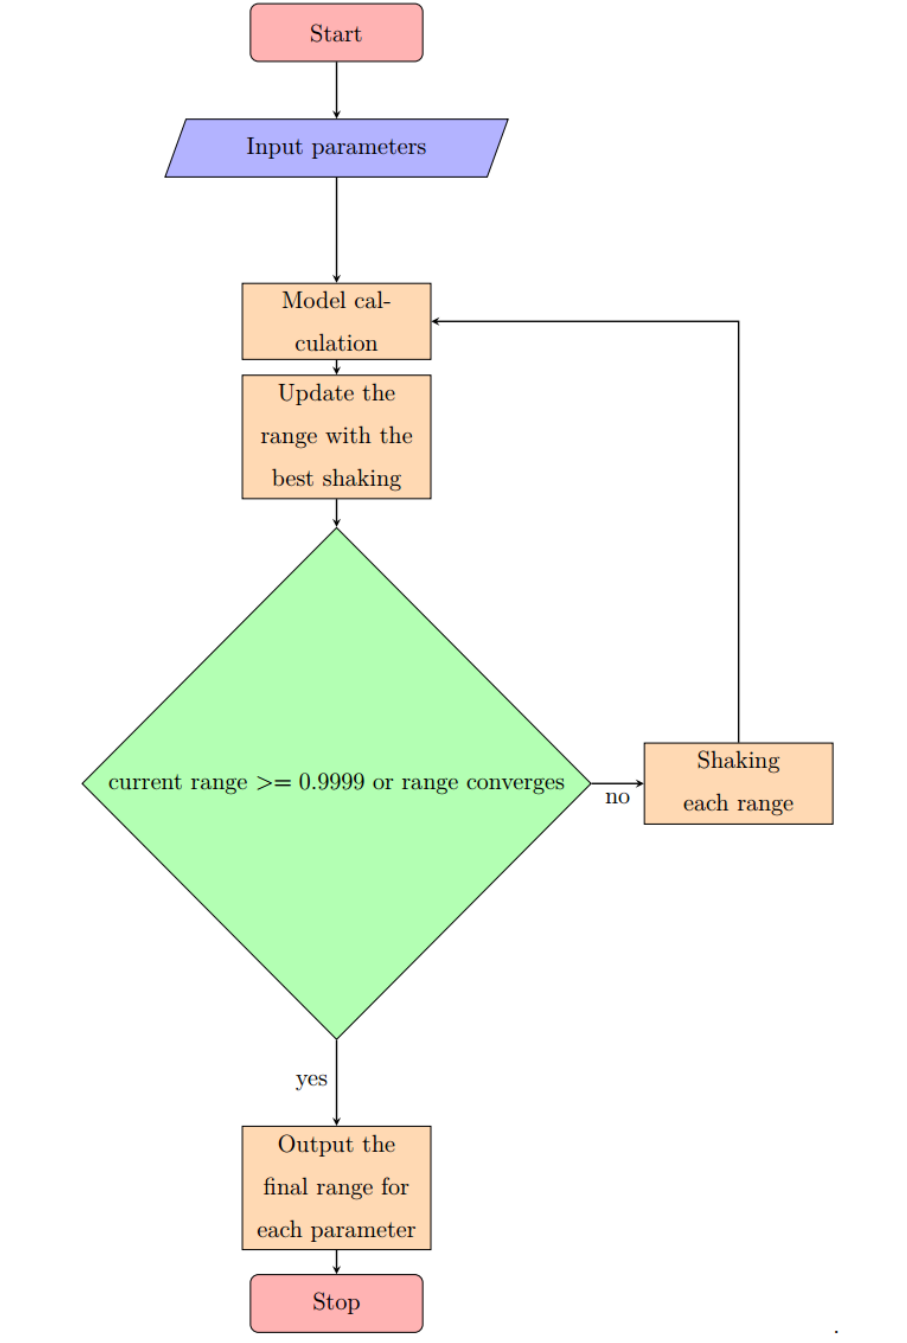 Start
Input parameters
Model cal-
culation
Update the
range with the
best shaking
current range >= 0.9999 or range converges
no
Shaking
each range
yes
Output the
final range for
each parameter
Stop
.